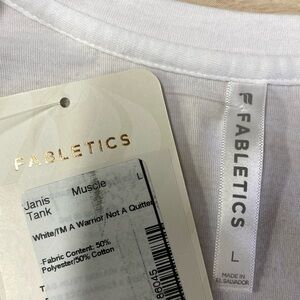 FABLETICS
Janis Muscle L
Tank
White/I'M A Warrior Not A Quitter
Fabric Content: 50%
Polyester/50% Cotton
T
86045
FABLETICS
L
MADE IN
EL SALVADOR